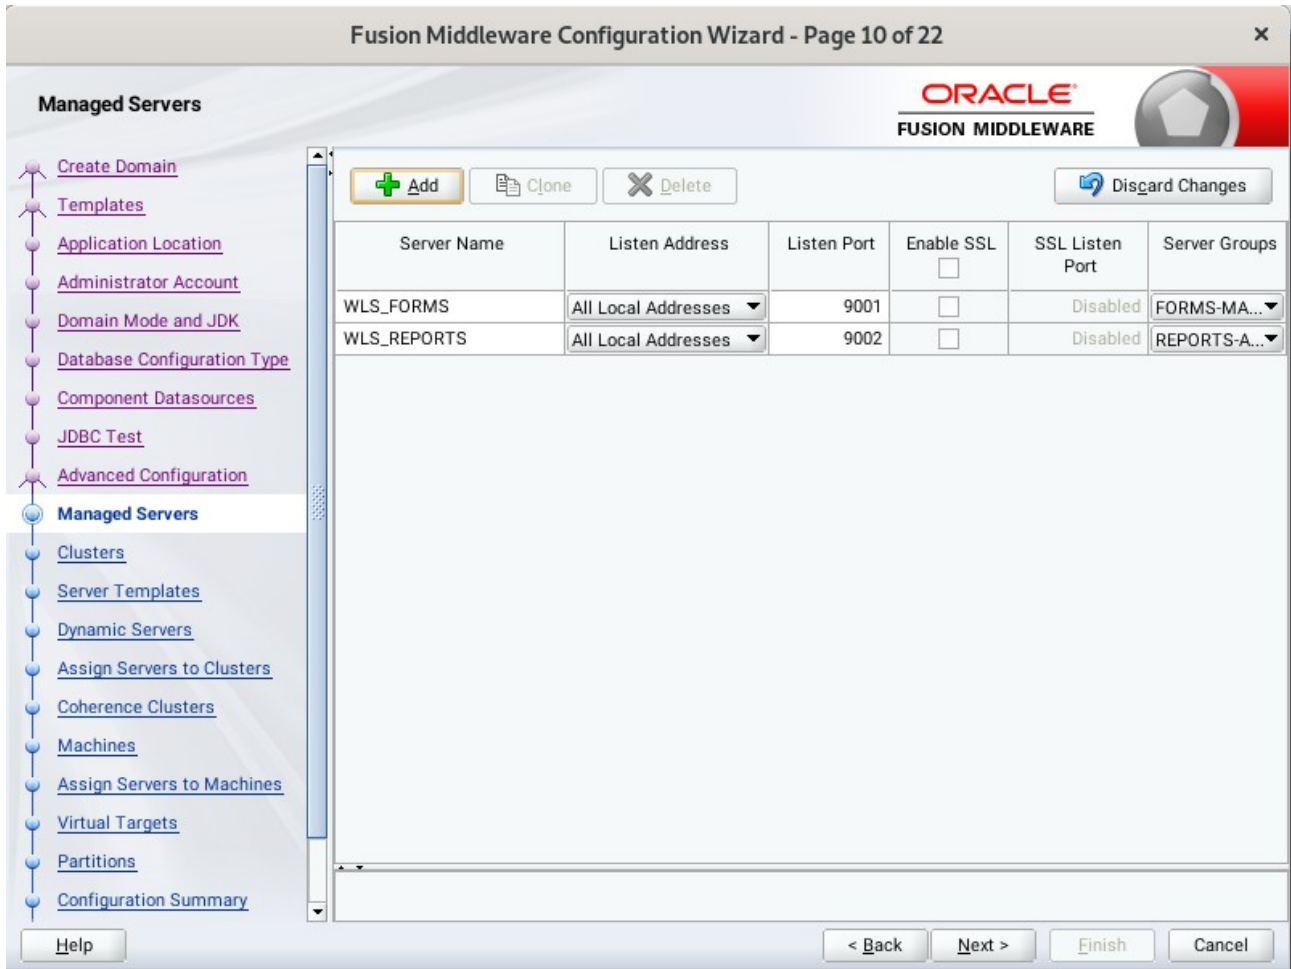 Fusion Middleware Configuration Wizard - Page 10 of 22
Managed Servers
ORACLE
FUSION MIDDLEWARE
Create Domain
Templates
Application Location
Administrator Account
Domain Mode and JDK
Database Configuration Type
Component Datasources
JDBC Test
Advanced Configuration
Managed Servers
Clusters
Server Templates
Dynamic Servers
Assign Servers to Clusters
Coherence Clusters
Machines
Assign Servers to Machines
Virtual Targets
Partitions
Configuration Summary
Add Clone Delete Discard Changes
Server Name Listen Address Listen Port Enable SSL SSL Listen Port Server Groups
WLS_FORMS All Local Addresses 9001 Disabled FORMS-MA...
WLS_REPORTS All Local Addresses 9002 Disabled REPORTS-A...
Help < Back Next > Finish Cancel